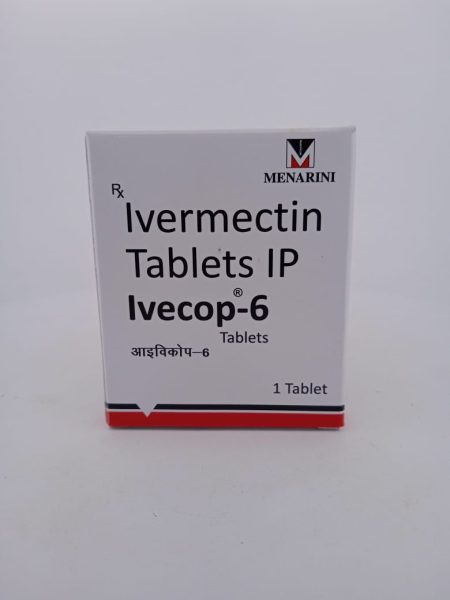 MENARINI
Rx
Ivermectin
Tablets IP
Ivecop®-6
Tablets
आइविकोप–6
1 Tablet